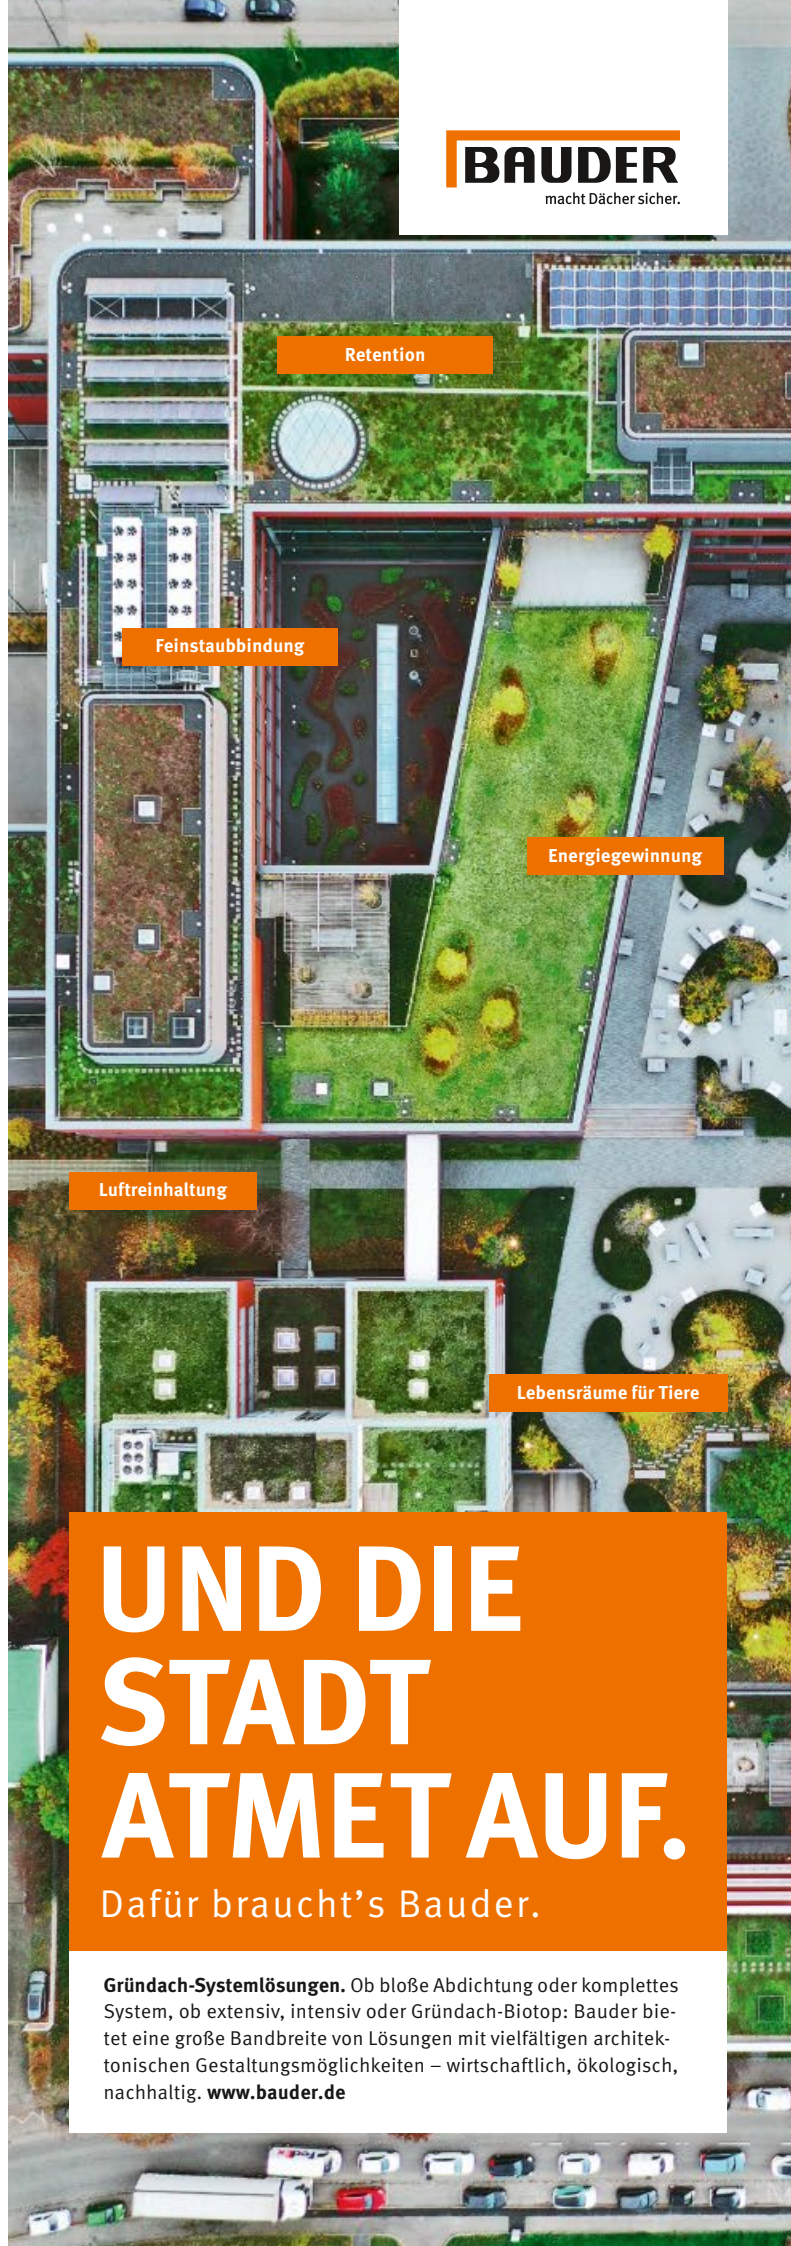 BAUDER
macht Dächer sicher.
Retention
Feinstaubbindung
Energiegewinnung
Luftreinhaltung
Lebensräume für Tiere
UND DIE
STADT
ATMET AUF.
Dafür braucht’s Bauder.
Gründach-Systemlösungen. Ob bloße Abdichtung oder komplettes
System, ob extensiv, intensiv oder Gründach-Biotop: Bauder bie-
tet eine große Bandbreite von Lösungen mit vielfältigen architek-
tonischen Gestaltungsmöglichkeiten – wirtschaftlich, ökologisch,
nachhaltig. www.bauder.de
FedEx